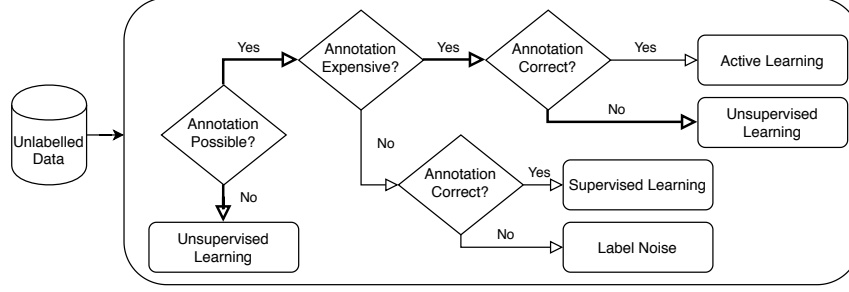 Unlabelled
Data
Annotation
Possible?
Yes
No
Unsupervised
Learning
Annotation
Expensive?
Yes
No
Annotation
Correct?
Yes
Active Learning
No
Unsupervised
Learning
Annotation
Correct?
Yes
Supervised Learning
No
Label Noise